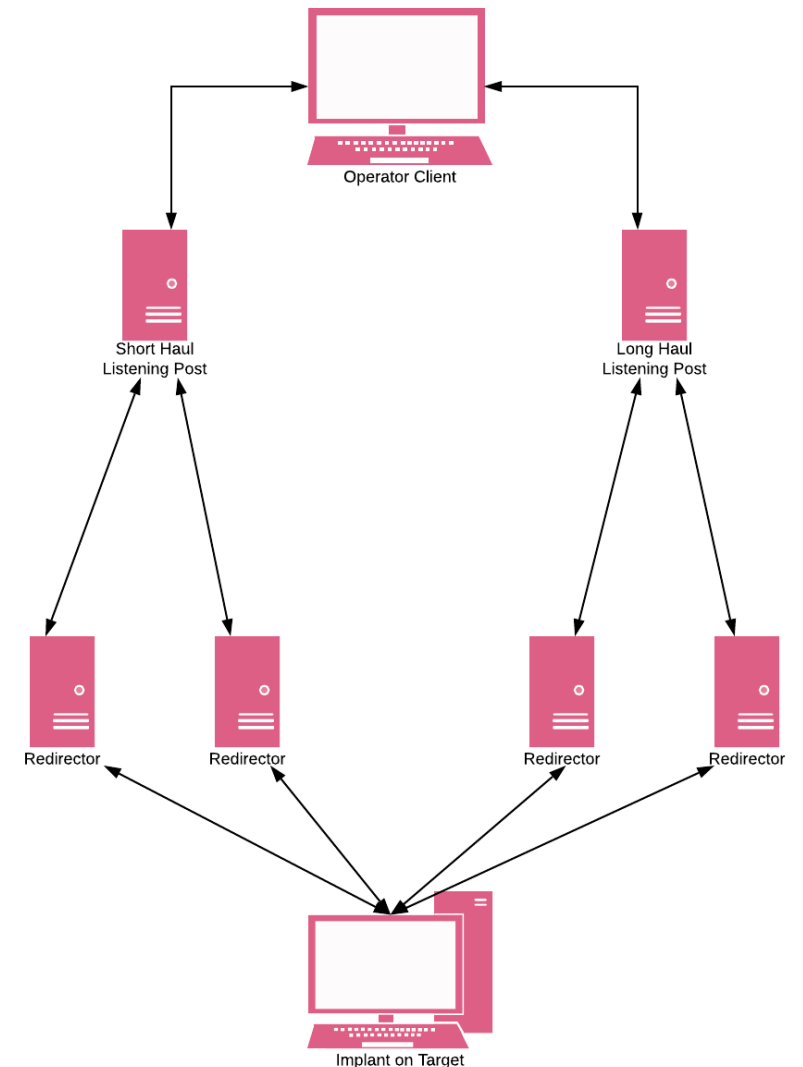 Operator Client
Short Haul
Listening Post
Long Haul
Listening Post
Redirector
Redirector
Redirector
Redirector
Implant on Target